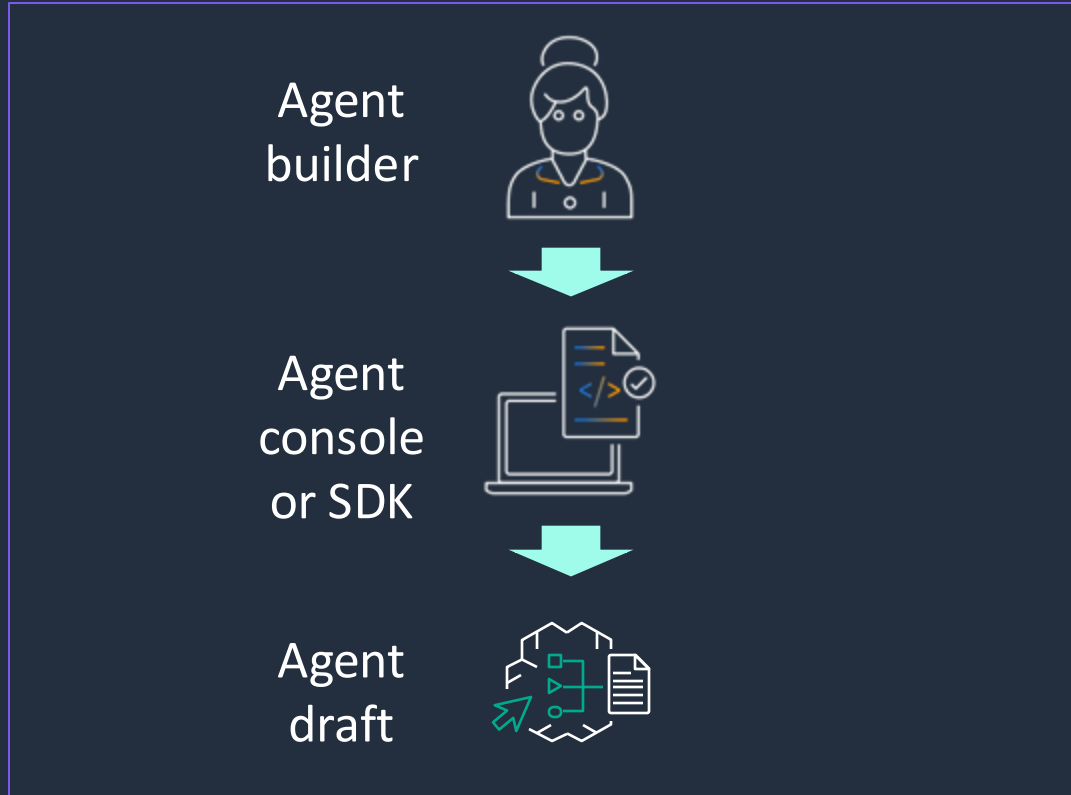 Agent
builder
</>
Agent
console
or SDK
Agent
draft